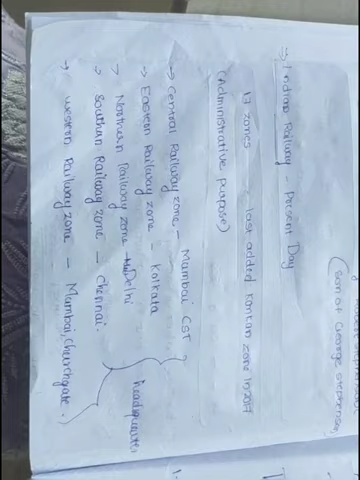 (son of George Stephenson)
→ Indian Railway - Present Day
17 zones last added Konkan zone in 2017
(Administrative purpose)
→ Central Railway zone - Mumbai CST
→ Eastern Railway zone - Kolkata
→ Northern Railway zone - Delhi
→ Southern Railway zone - Chennai.
→ Western Railway zone - Mumbai, Churchgate.